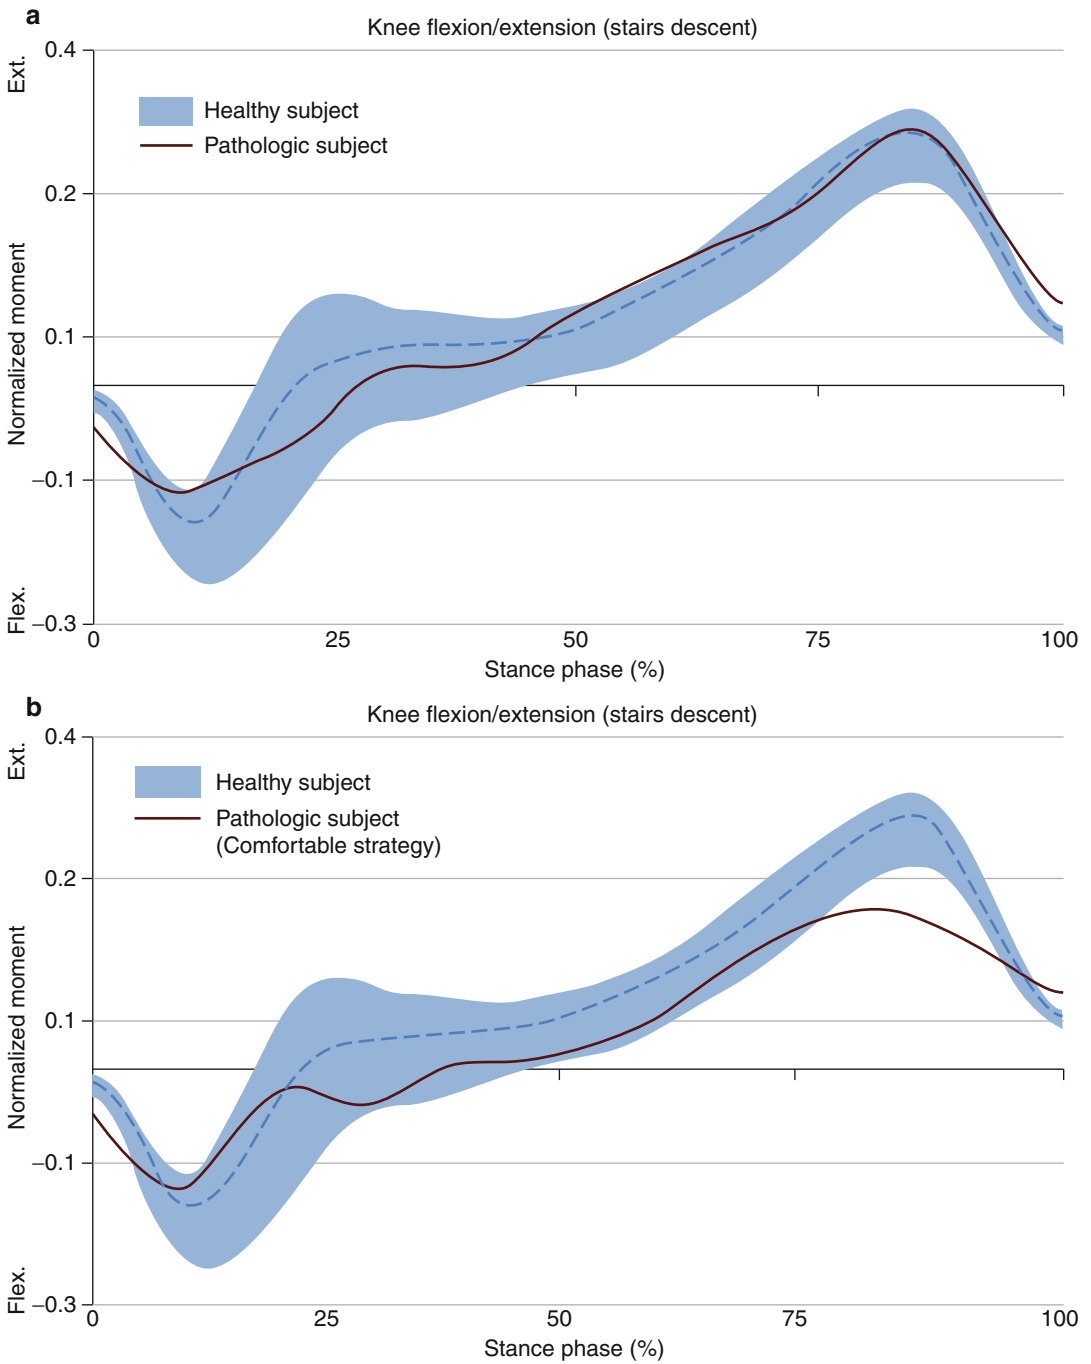 a
Knee flexion/extension (stairs descent)
0.4
Ext.
Healthy subject
Pathologic subject
0.2
Normalized moment
0.1
−0.1
Flex.
−0.3
0
25
50
75
100
Stance phase (%)
b
Knee flexion/extension (stairs descent)
0.4
Ext.
Healthy subject
Pathologic subject
(Comfortable strategy)
0.2
Normalized moment
0.1
−0.1
Flex.
−0.3
0
25
50
75
100
Stance phase (%)